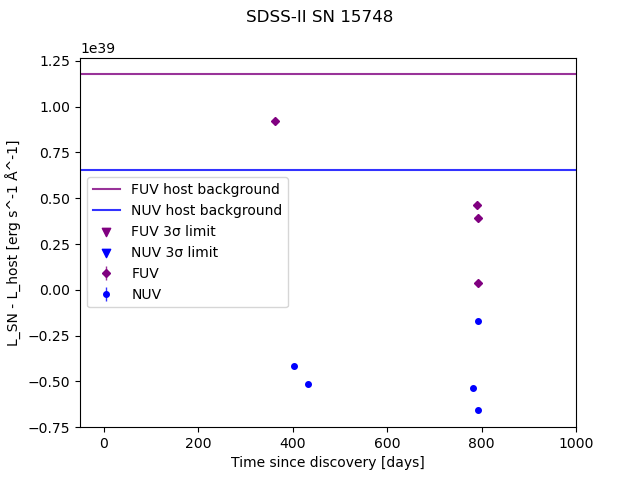 SDSS-II SN 15748
1e39
1.25
1.00
0.75
0.50
0.25
0.00
−0.25
−0.50
−0.75
L_SN - L_host [erg s^-1 Å^-1]
FUV host background
NUV host background
FUV 3σ limit
NUV 3σ limit
FUV
NUV
0
200
400
600
800
1000
Time since discovery [days]